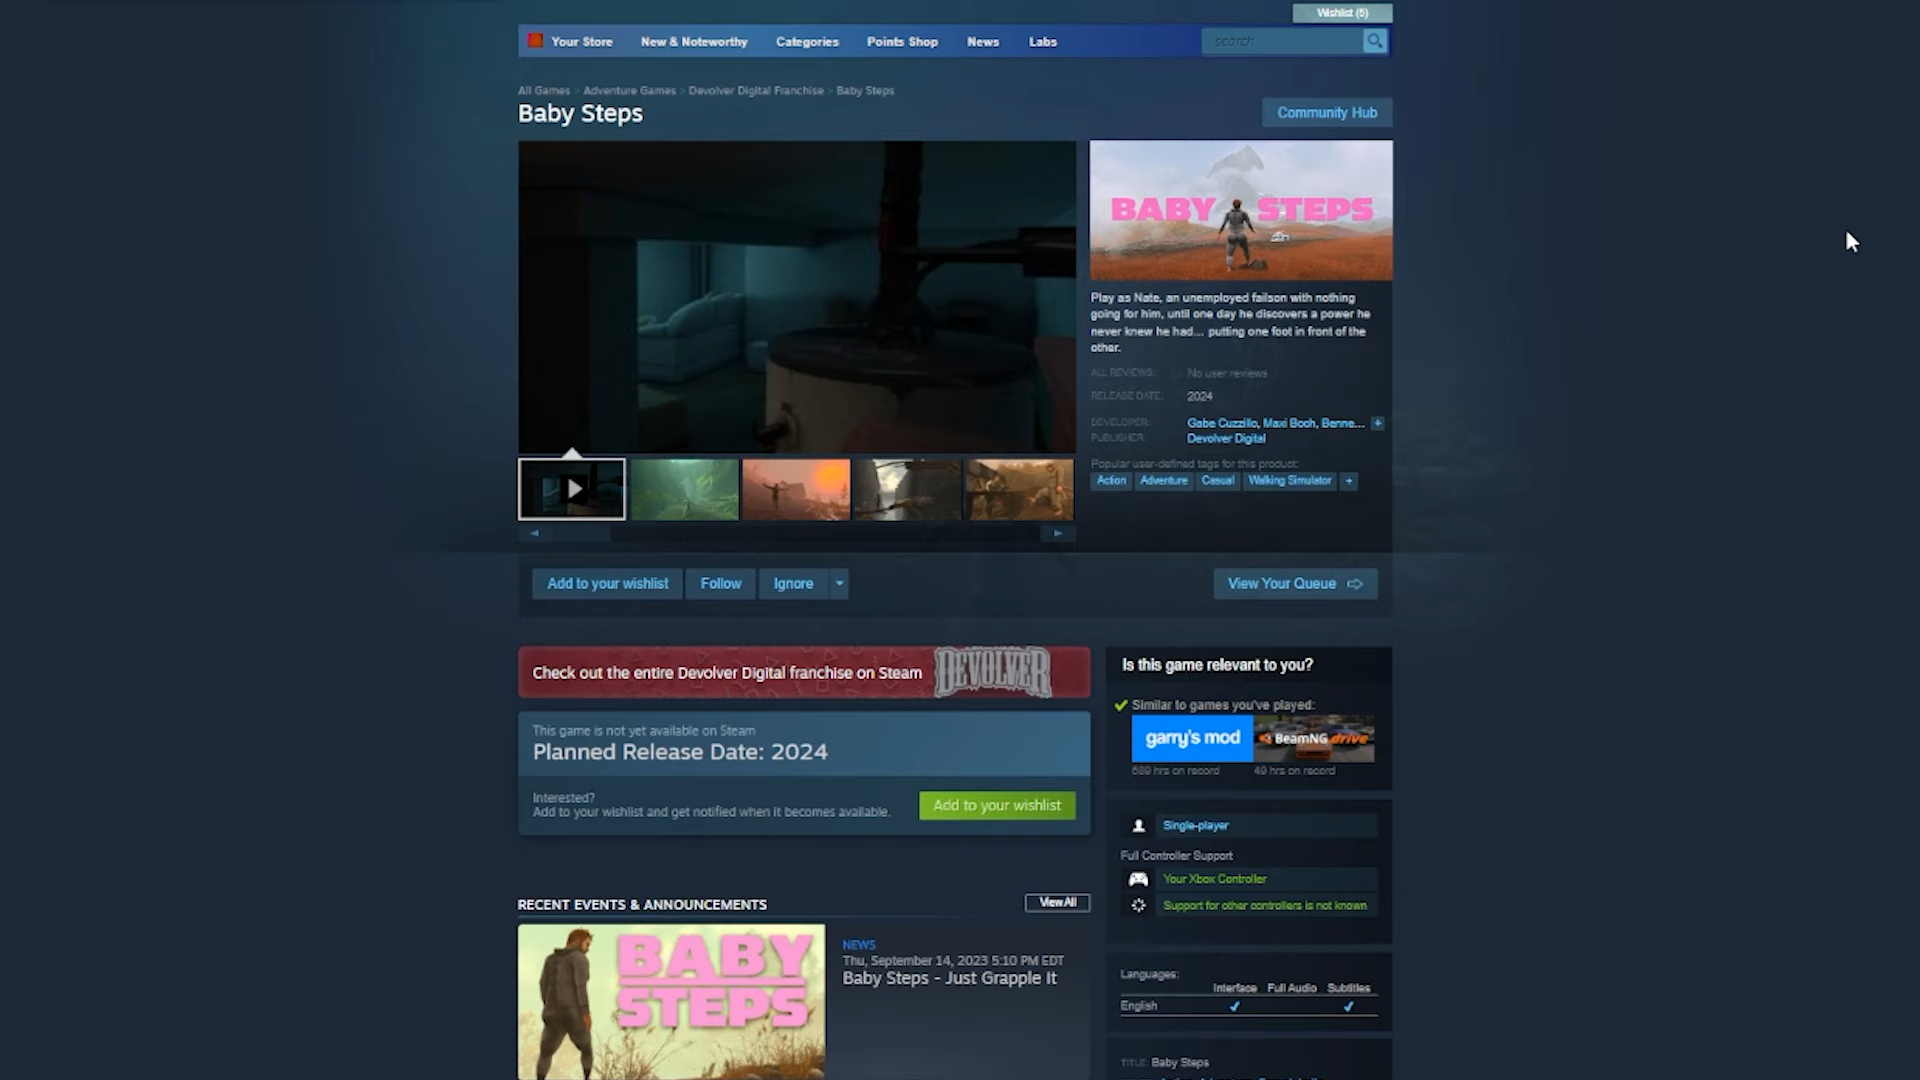 Wishlist (5)
Your Store
New & Noteworthy
Categories
Points Shop
News
Labs
search
All Games > Adventure Games > Devolver Digital Franchise > Baby Steps
Baby Steps
Community Hub
BABY STEPS
Play as Nate, an unemployed failson with nothing
going for him, until one day he discovers a power he
never knew he had... putting one foot in front of the
other.
ALL REVIEWS: No user reviews
RELEASE DATE: 2024
DEVELOPER: Gabe Cuzzillo, Maxi Boch, Benne... +
PUBLISHER: Devolver Digital
Popular user-defined tags for this product:
Action Adventure Casual Walking Simulator +
Add to your wishlist
Follow
Ignore
View Your Queue
Check out the entire Devolver Digital franchise on Steam
DEVOLVER
This game is not yet available on Steam
Planned Release Date: 2024
Interested?
Add to your wishlist and get notified when it becomes available.
Add to your wishlist
Is this game relevant to you?
Similar to games you've played:
garry's mod
BeamNG drive
689 hrs on record
49 hrs on record
Single-player
Full Controller Support
Your Xbox Controller
Support for other controllers is not known
RECENT EVENTS & ANNOUNCEMENTS
View All
BABY
STEPS
NEWS
Thu, September 14, 2023 5:10 PM EDT
Baby Steps - Just Grapple It
Languages:
Interface Full Audio Subtitles
English ✔ ✔
TITLE: Baby Steps